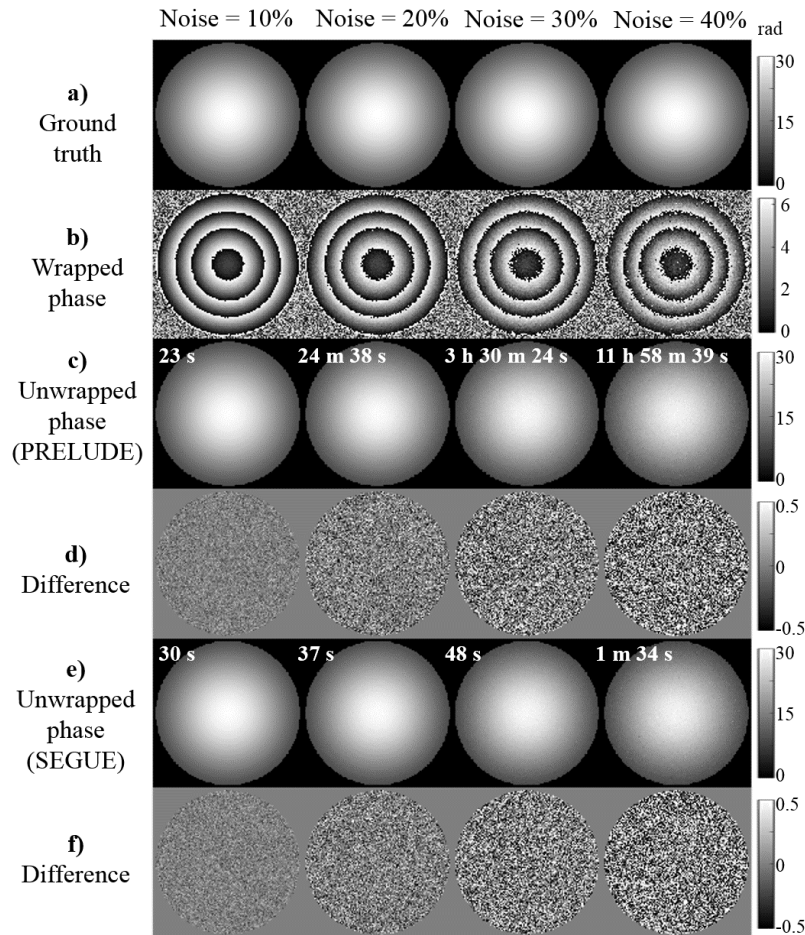 Noise = 10% Noise = 20% Noise = 30% Noise = 40%
rad
a)
Ground
truth
30
15
0
b)
Wrapped
phase
6
4
2
0
c)
Unwrapped
phase
(PRELUDE)
23 s 24 m 38 s 3 h 30 m 24 s 11 h 58 m 39 s
30
15
0
d)
Difference
0.5
0
-0.5
e)
Unwrapped
phase
(SEGUE)
30 s 37 s 48 s 1 m 34 s
30
15
0
f)
Difference
0.5
0
-0.5